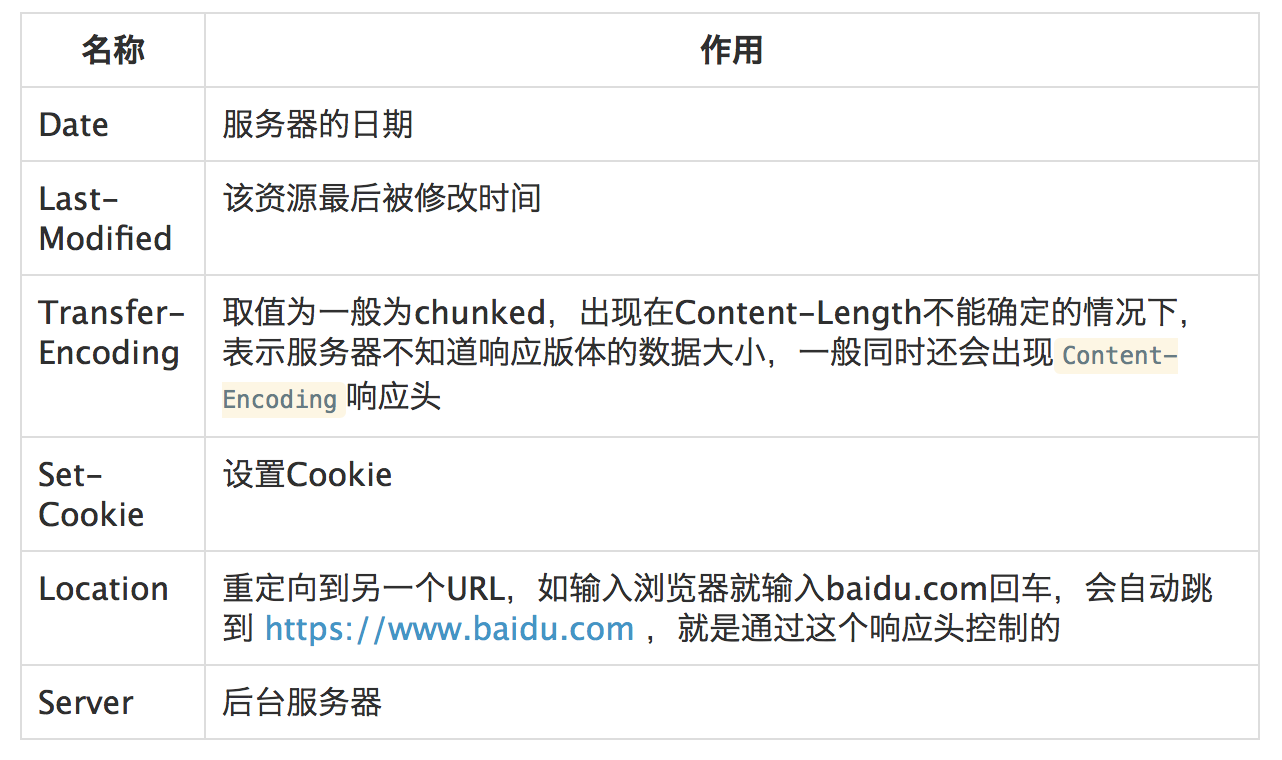 名称 作用
Date 服务器的日期
Last- 该资源最后被修改时间
Modified
Transfer- 取值为一般为chunked，出现在Content-Length不能确定的情况下，
Encoding 表示服务器不知道响应版体的数据大小，一般同时还会出现Content-
Encoding响应头
Set- 设置Cookie
Cookie
Location 重定向到另一个URL，如输入浏览器就输入baidu.com回车，会自动跳
到 https://www.baidu.com ，就是通过这个响应头控制的
Server 后台服务器